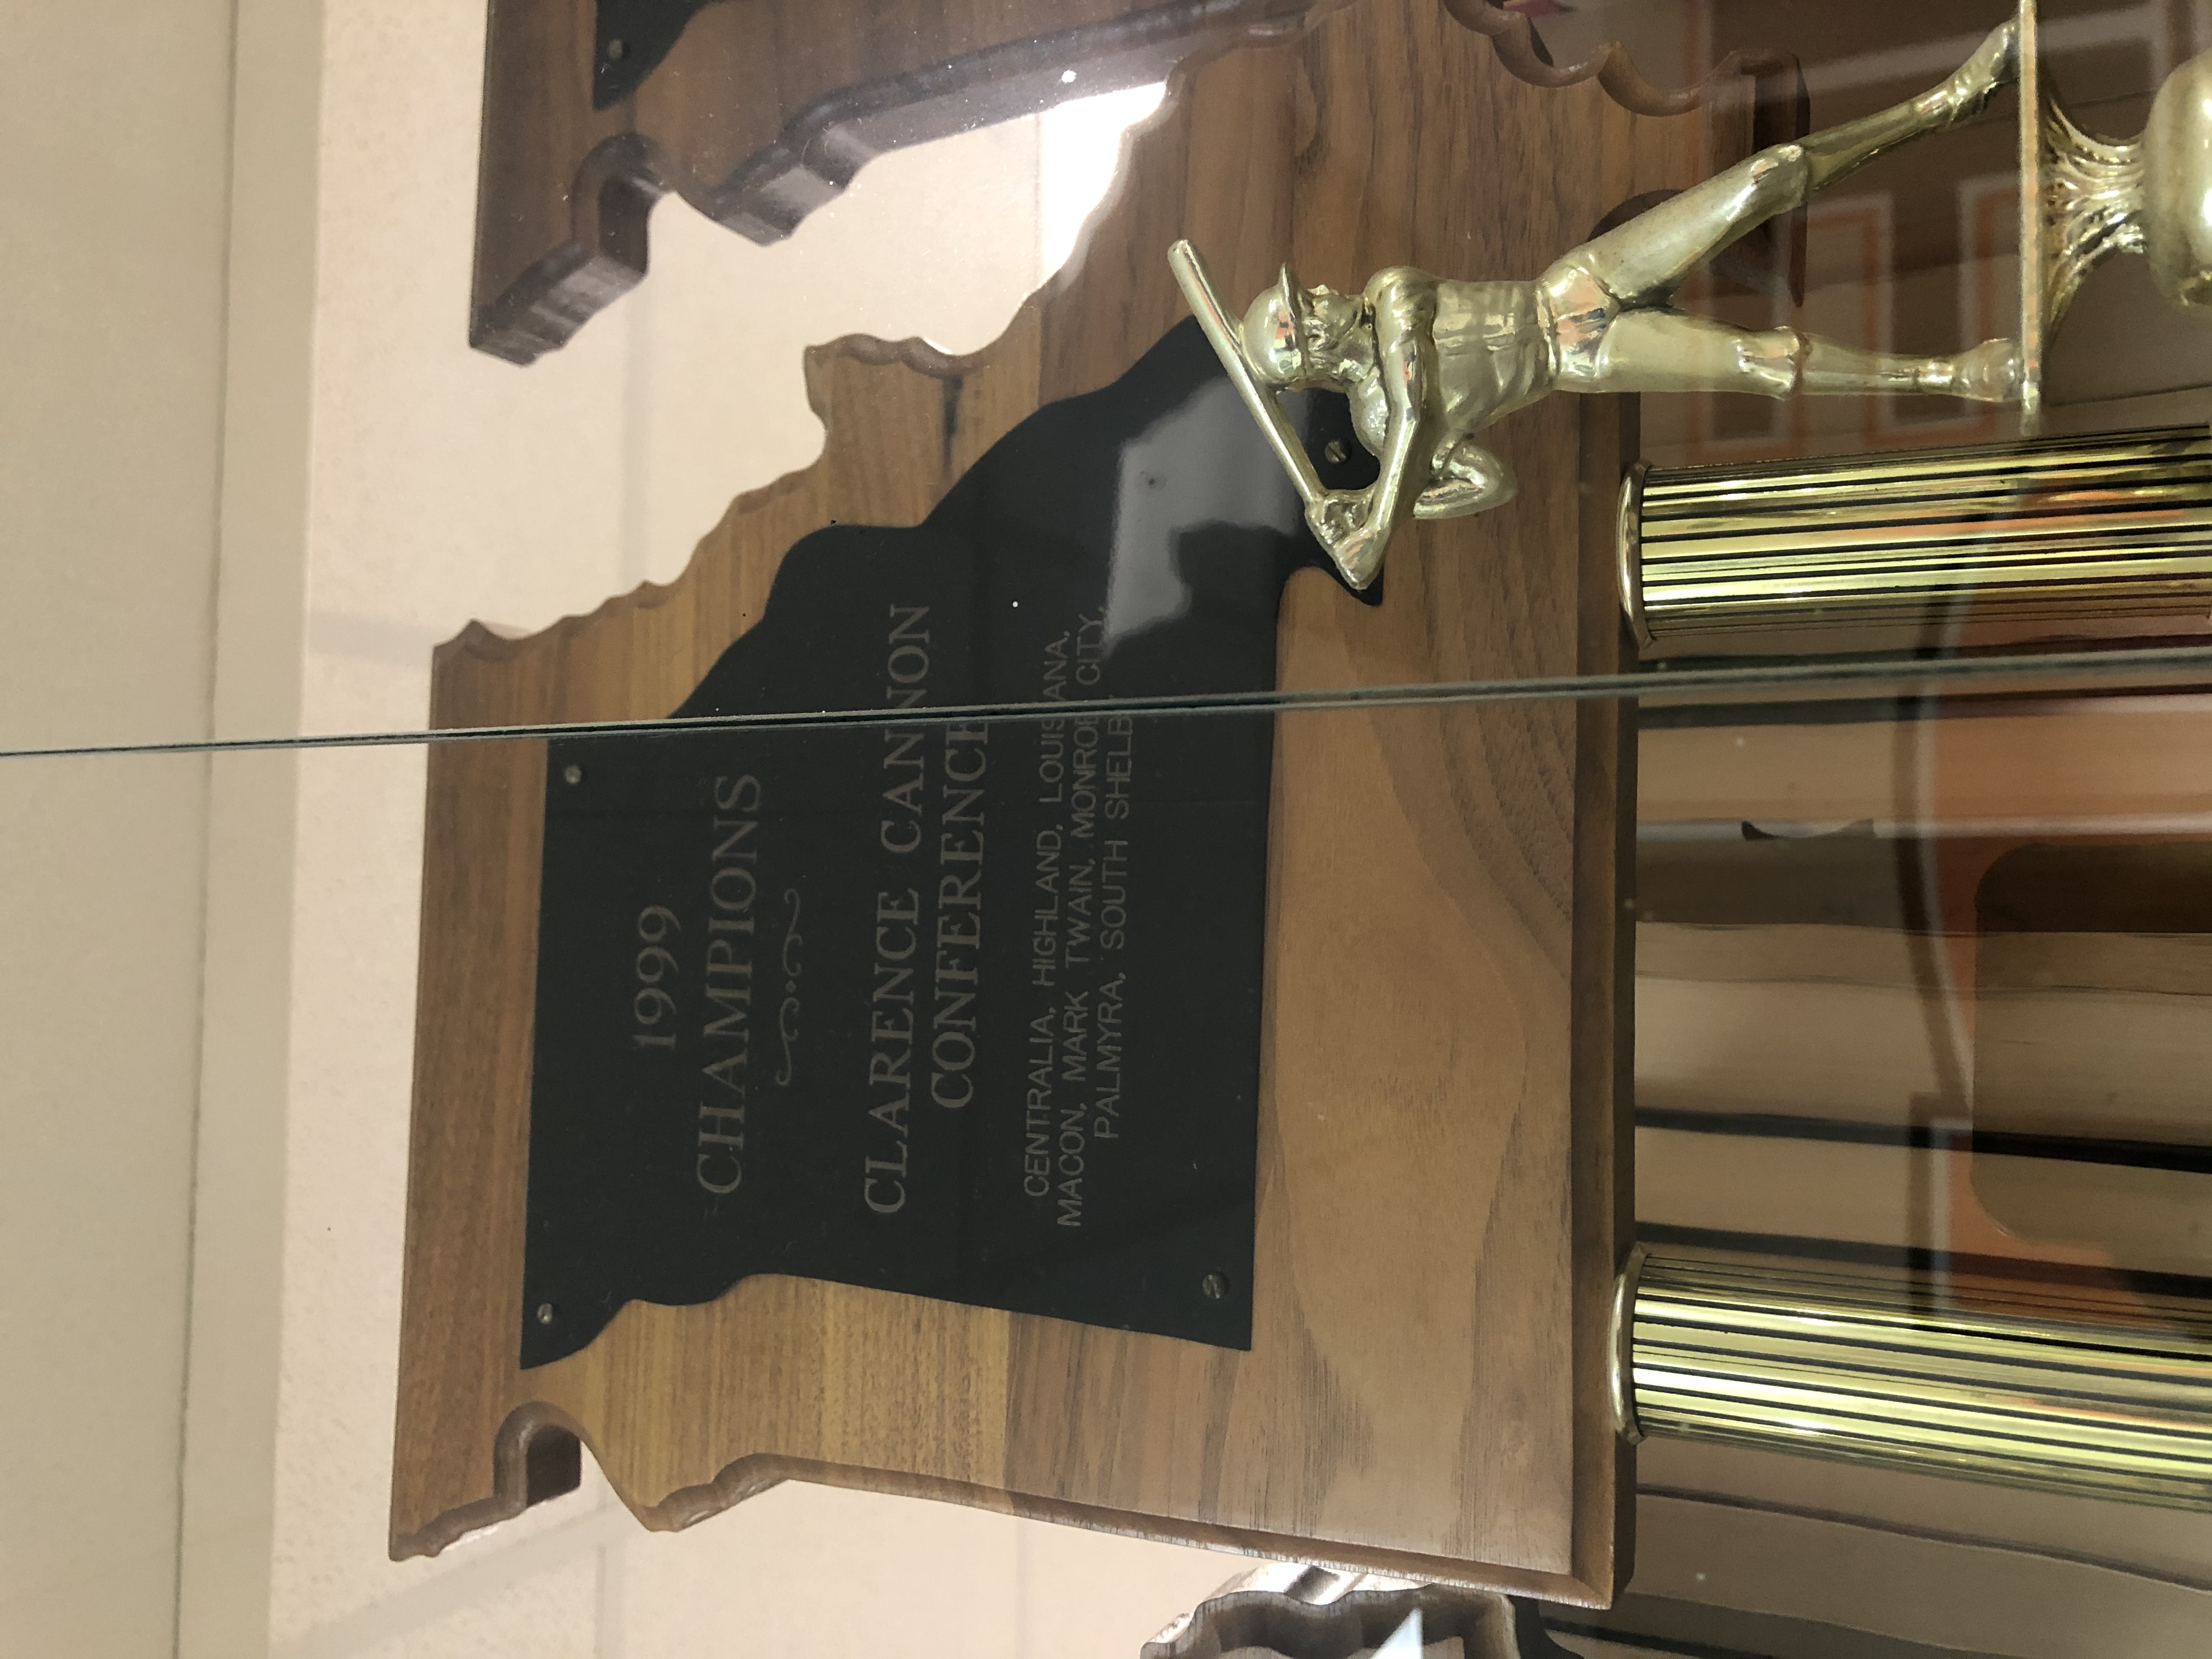 1999
CHAMPIONS
CLARENCE CANNON
CONFERENCE
CENTRALIA, HIGHLAND, LOUISIANA,
MACON, MARK TWAIN, MONROE CITY,
PALMYRA, SOUTH SHELBY